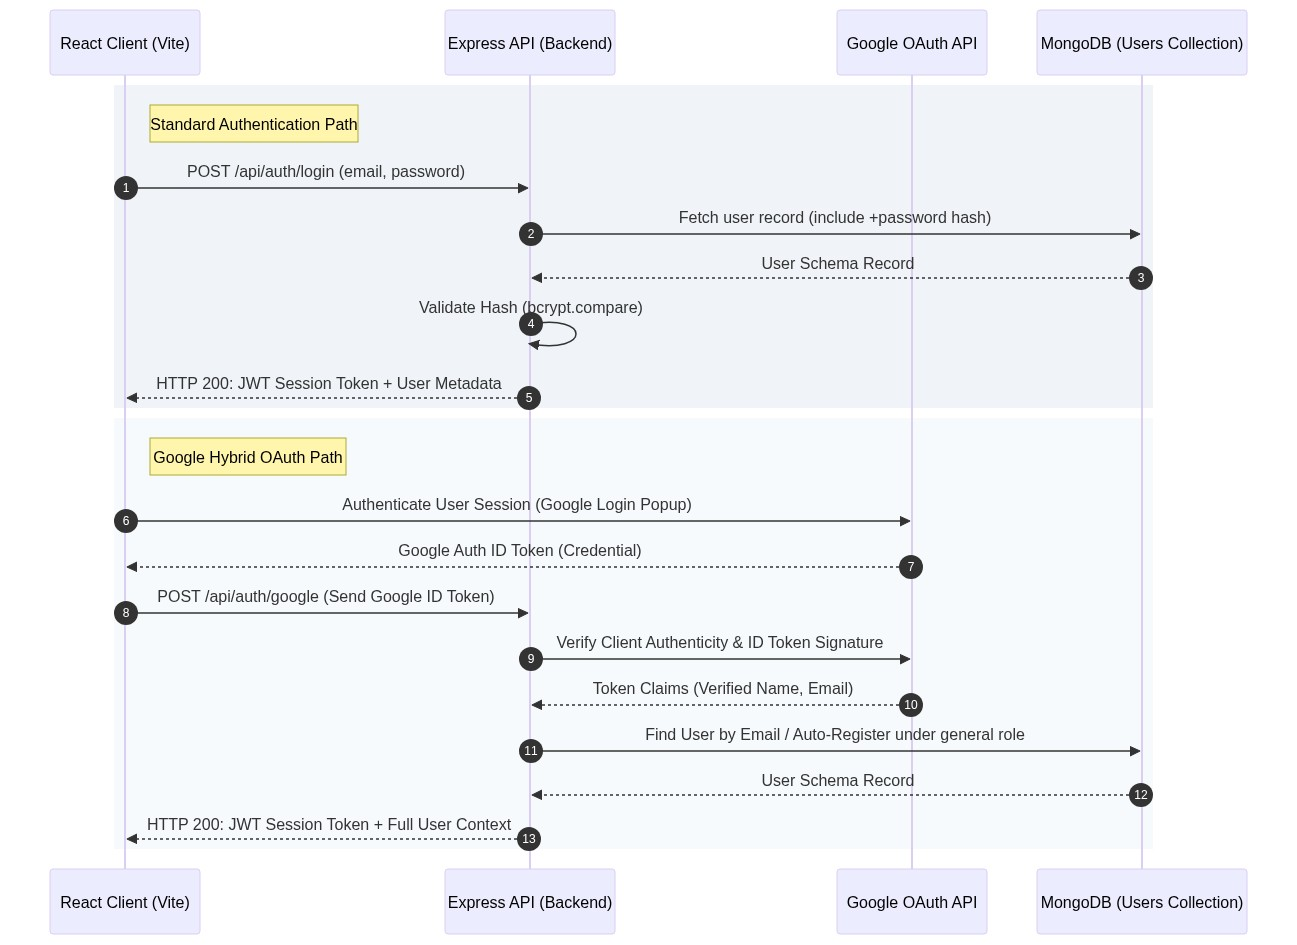 React Client (Vite)
Express API (Backend)
Google OAuth API
MongoDB (Users Collection)
Standard Authentication Path
POST /api/auth/login (email, password)
1
Fetch user record (include +password hash)
2
User Schema Record
3
Validate Hash (bcrypt.compare)
4
HTTP 200: JWT Session Token + User Metadata
5
Google Hybrid OAuth Path
Authenticate User Session (Google Login Popup)
6
Google Auth ID Token (Credential)
7
POST /api/auth/google (Send Google ID Token)
8
Verify Client Authenticity & ID Token Signature
9
Token Claims (Verified Name, Email)
10
Find User by Email / Auto-Register under general role
11
User Schema Record
12
HTTP 200: JWT Session Token + Full User Context
13
React Client (Vite)
Express API (Backend)
Google OAuth API
MongoDB (Users Collection)